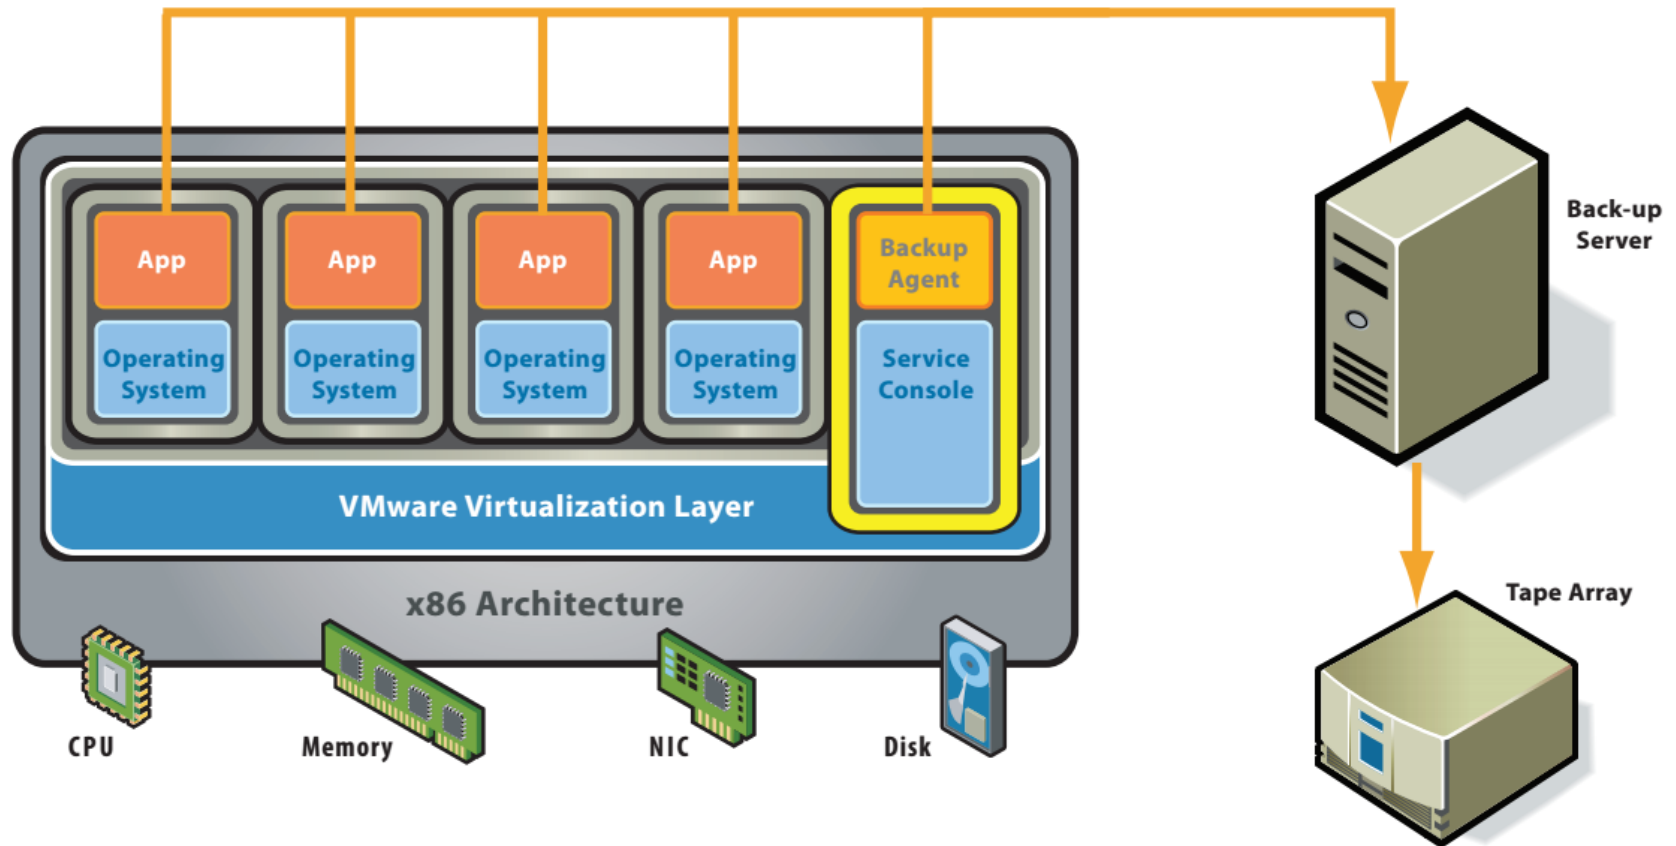 App
App
App
App
Backup
Agent
Operating
System
Operating
System
Operating
System
Operating
System
Service
Console
VMware Virtualization Layer
x86 Architecture
CPU
Memory
NIC
Disk
Back-up
Server
Tape Array